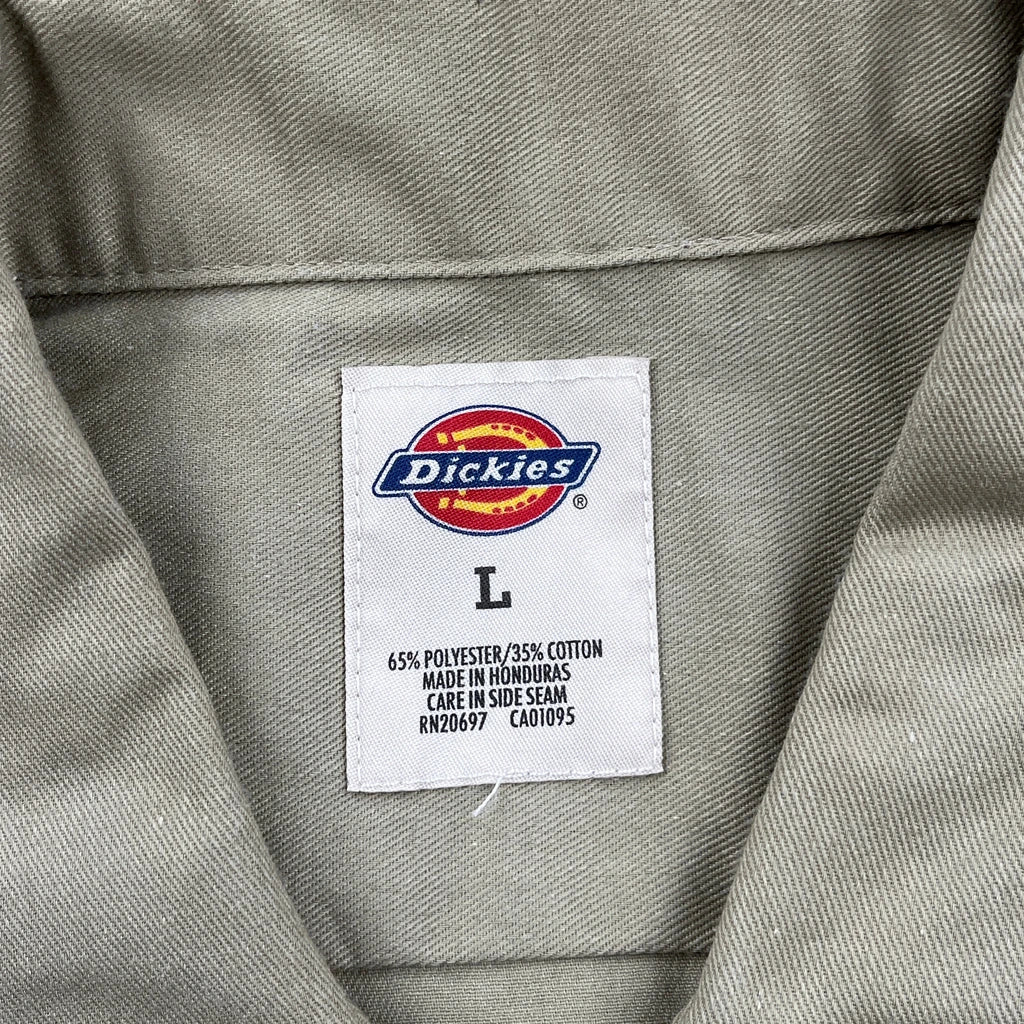 Dickies
®
L
65% POLYESTER/35% COTTON
MADE IN HONDURAS
CARE IN SIDE SEAM
RN20697 CA01095